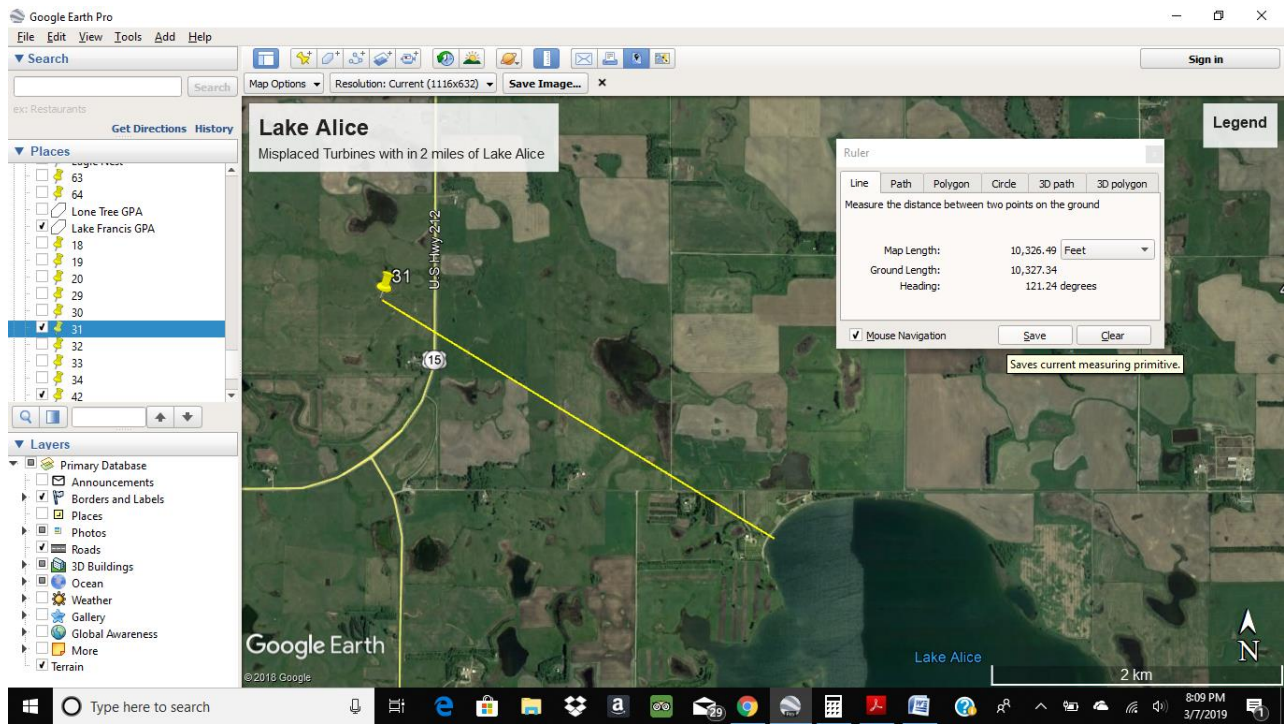 Google Earth Pro
File Edit View Tools Add Help
Search
Search
ex: Restaurants
Get Directions History
Places
63
64
Lone Tree GPA
Lake Francis GPA
18
19
20
29
30
31
32
33
34
42
Layers
Primary Database
Announcements
Borders and Labels
Places
Photos
Roads
3D Buildings
Ocean
Weather
Gallery
Global Awareness
More
Terrain
Sign in
Map Options Resolution: Current (1116x632) Save Image...
Lake Alice
Misplaced Turbines with in 2 miles of Lake Alice
Legend
Ruler
Line Path Polygon Circle 3D path 3D polygon
Measure the distance between two points on the ground
Map Length: 10,326.49 Feet
Ground Length: 10,327.34
Heading: 121.24 degrees
Mouse Navigation Save Clear
Saves current measuring primitive.
U S Hwy 212
31
15
Lake Alice
Google Earth
© 2018 Google
N
2 km
Type here to search
29
8:09 PM
3/7/2019